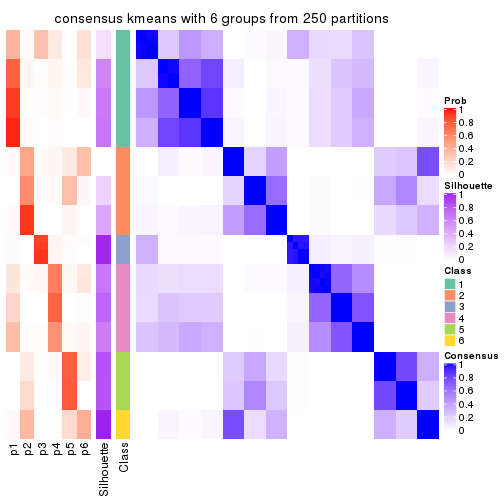 consensus kmeans with 6 groups from 250 partitions
Prob
1
0.8
0.6
0.4
0.2
0
Silhouette
1
0.8
0.6
0.4
0.2
0
Class
1
2
3
4
5
6
Consensus
1
0.8
0.6
0.4
0.2
0
p1
p2
p3
p4
p5
p6
Silhouette
Class